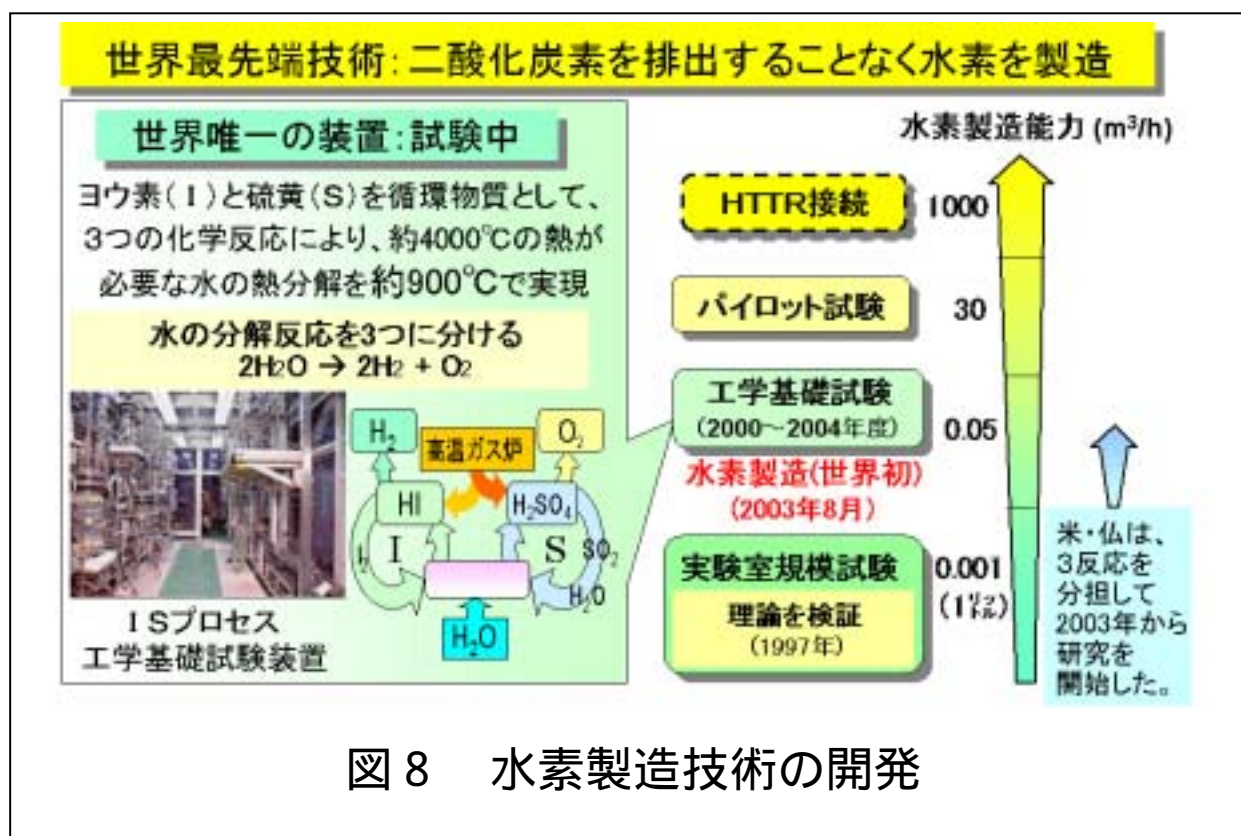 世界最先端技術:二酸化炭素を排出することなく水素を製造
世界唯一の装置:試験中
ヨウ素(I)と硫黄(S)を循環物質として、
3つの化学反応により、約4000℃の熱が
必要な水の熱分解を約900℃で実現
水の分解反応を3つに分ける
2H2O → 2H2 + O2
H2
高温ガス炉
O2
HI
H2SO4
I2
I
S
SO2
H2O
H2O
ISプロセス
工学基礎試験装置
水素製造能力 (m³/h)
HTTR接続
1000
パイロット試験
30
工学基礎試験
(2000~2004年度)
0.05
水素製造(世界初)
(2003年8月)
実験室規模試験
0.001
(1リットル)
理論を検証
(1997年)
米・仏は、
3反応を
分担して
2003年から
研究を
開始した。
図8 水素製造技術の開発